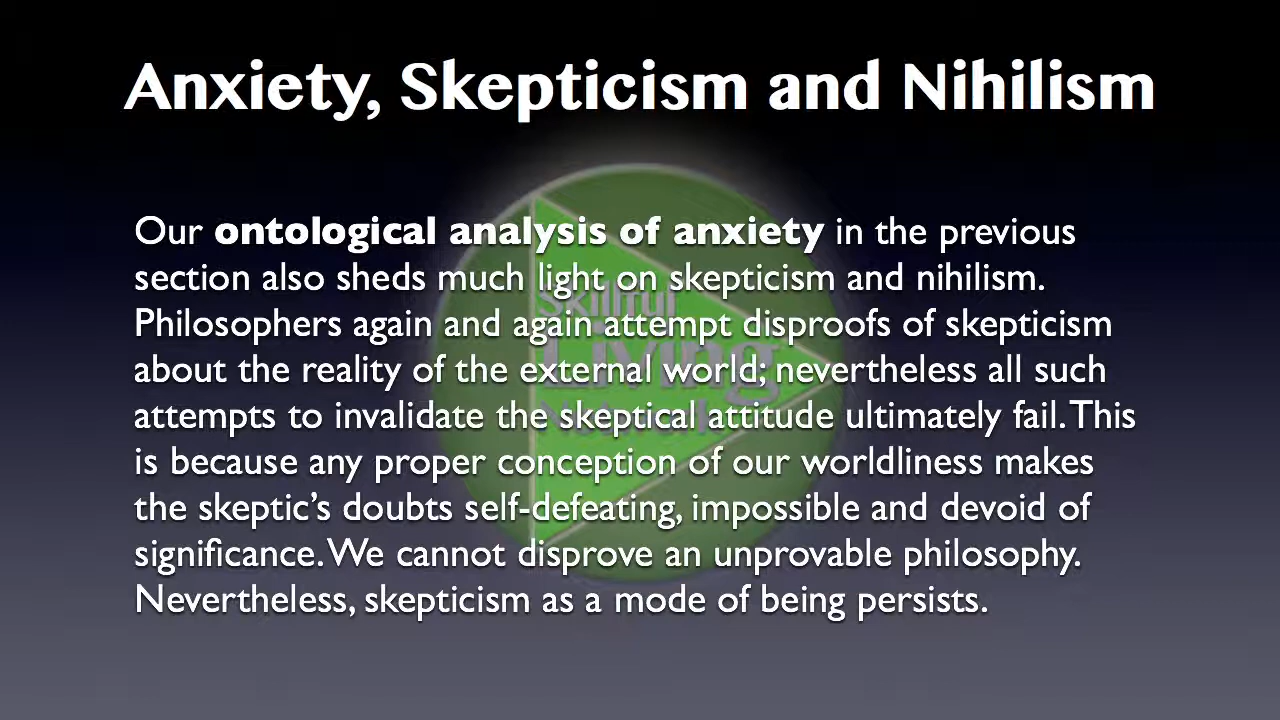 Anxiety, Skepticism and Nihilism
Our ontological analysis of anxiety in the previous
section also sheds much light on skepticism and nihilism.
Philosophers again and again attempt disproofs of skepticism
about the reality of the external world; nevertheless all such
attempts to invalidate the skeptical attitude ultimately fail. This
is because any proper conception of our worldliness makes
the skeptic’s doubts self-defeating, impossible and devoid of
significance. We cannot disprove an unprovable philosophy.
Nevertheless, skepticism as a mode of being persists.
Skillful
Living
Network